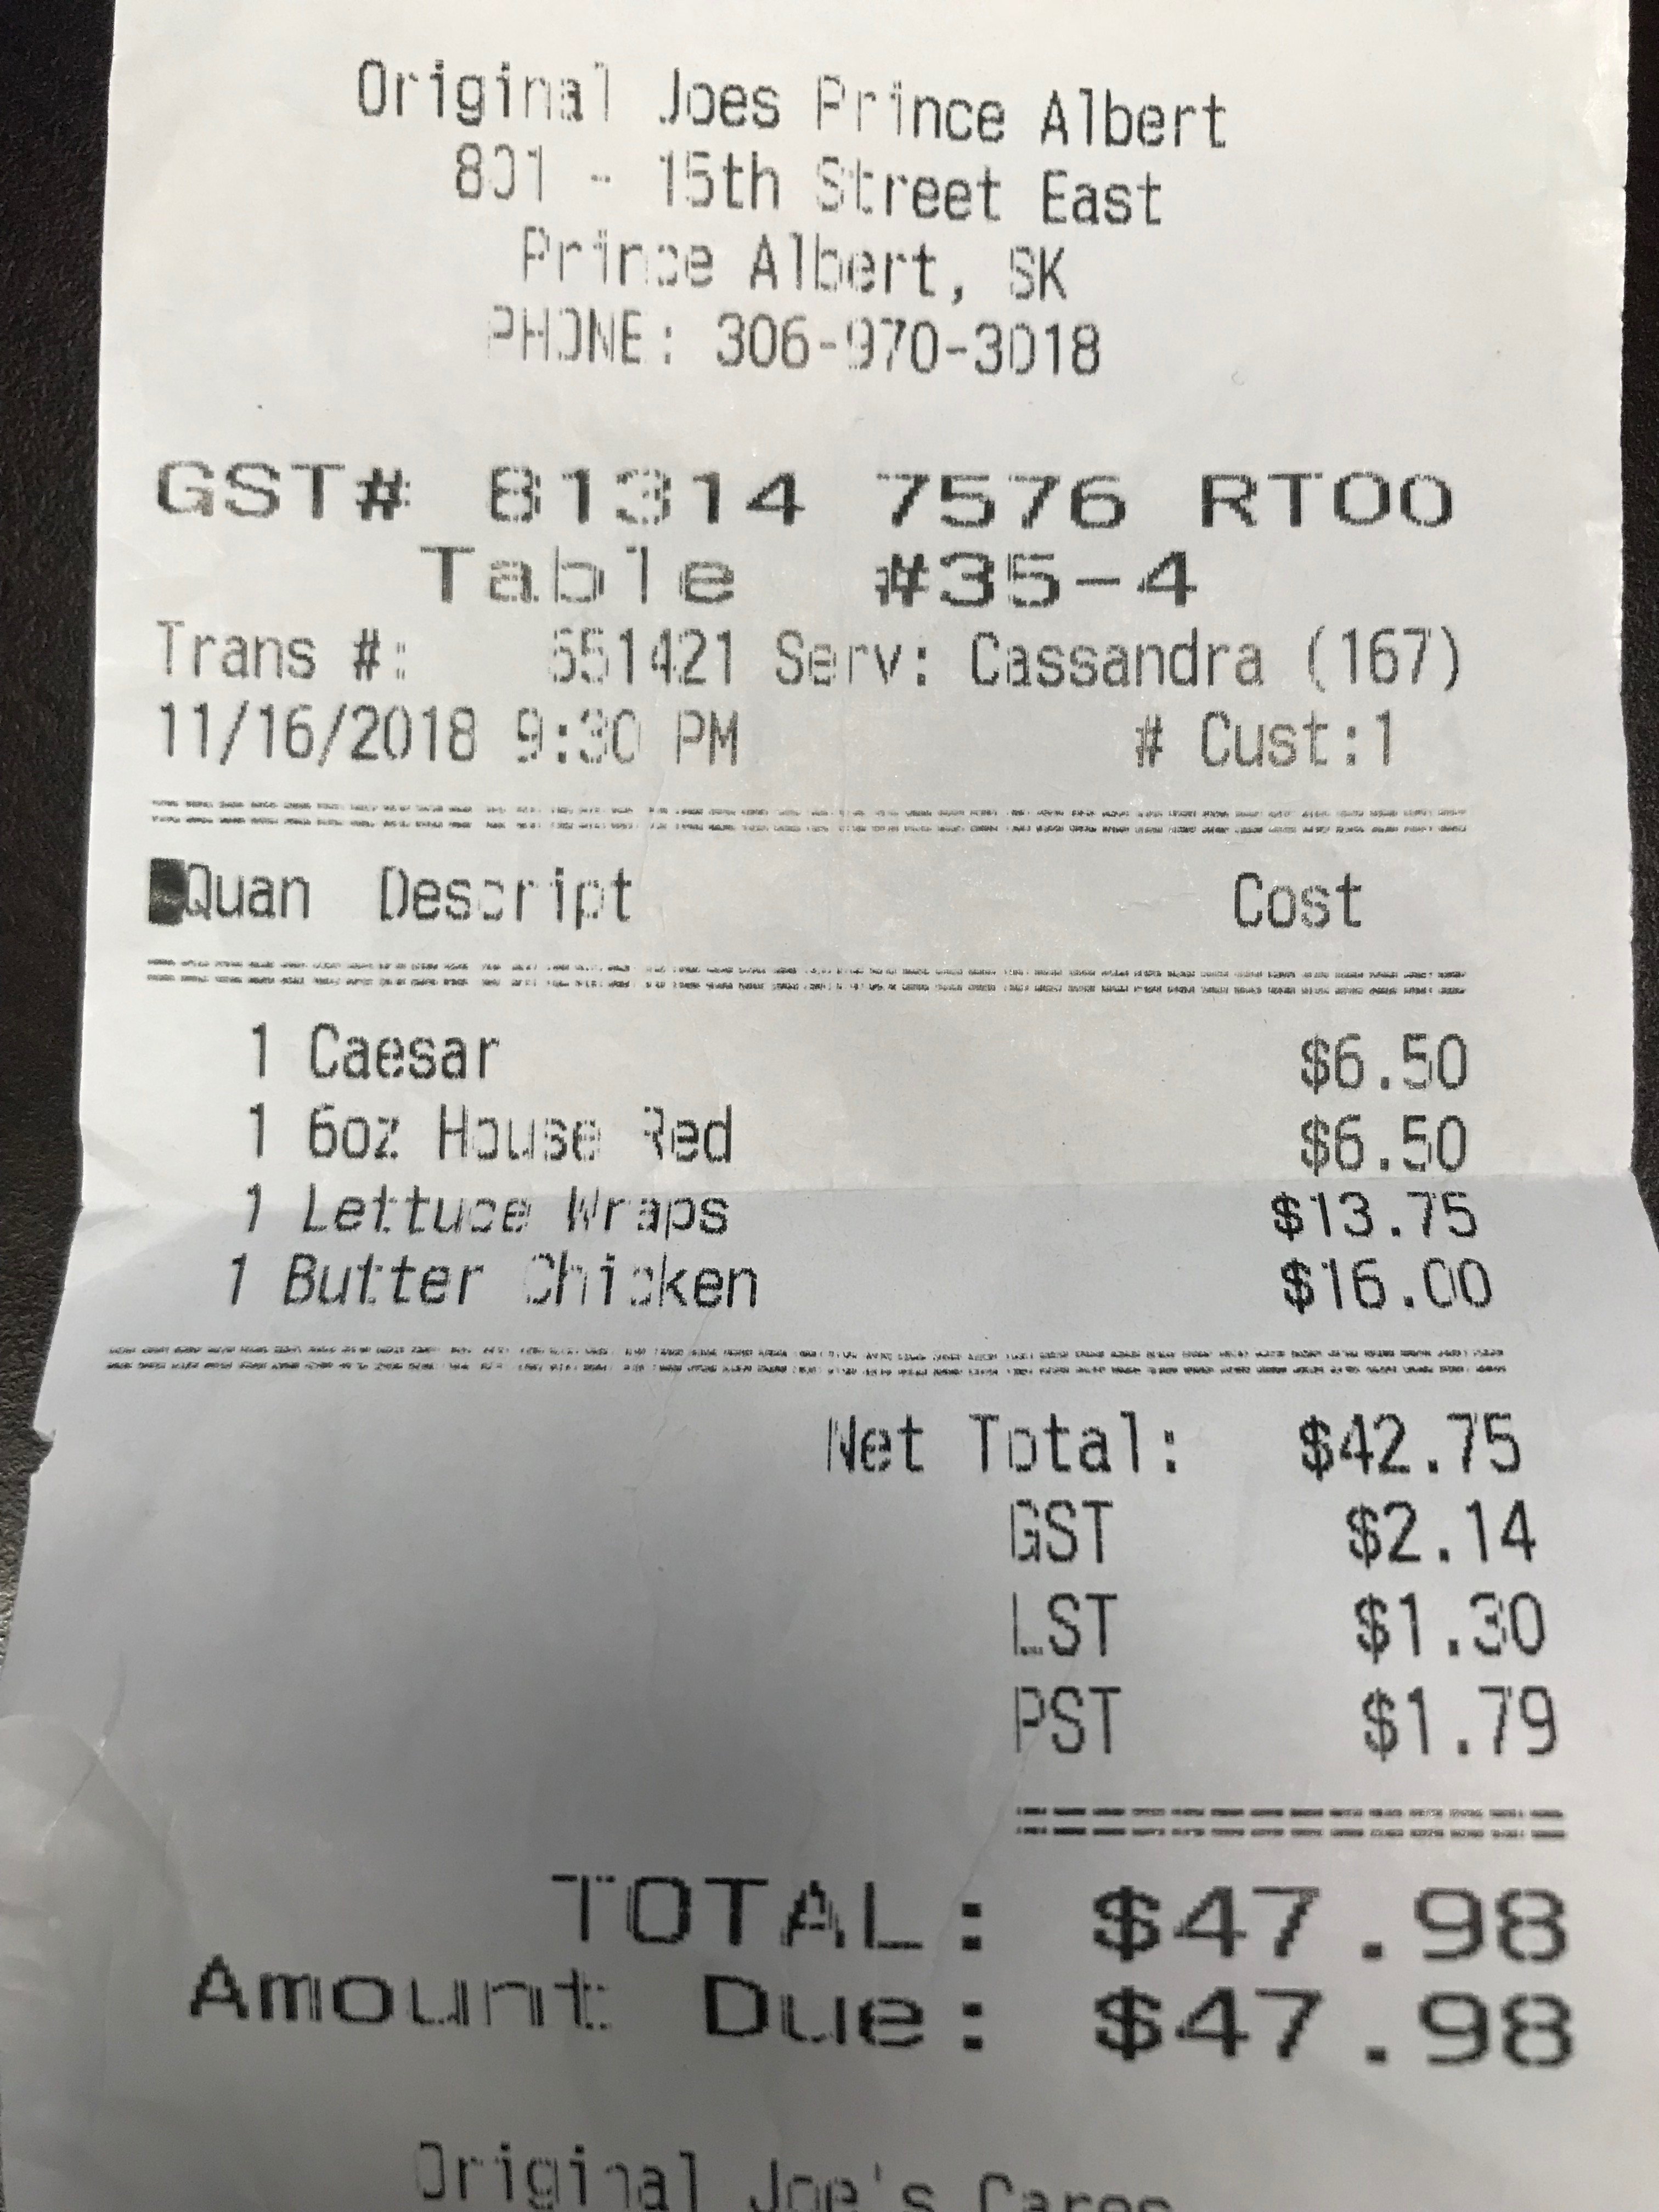 Original Joes Prince Albert
801 - 15th Street East
Prince Albert, SK
PHONE: 306-970-3018
GST# 81314 7576 RT00
Table #35-4
Trans #: 651421 Serv: Cassandra (167)
11/16/2018 9:30 PM # Cust:1
Quan Descript Cost
1 Caesar $6.50
1 6oz House Red $6.50
1 Lettuce Wraps $13.75
1 Butter Chicken $16.00
Net Total: $42.75
GST $2.14
LST $1.30
PST $1.79
TOTAL: $47.98
Amount Due: $47.98
Original Joe's Cares